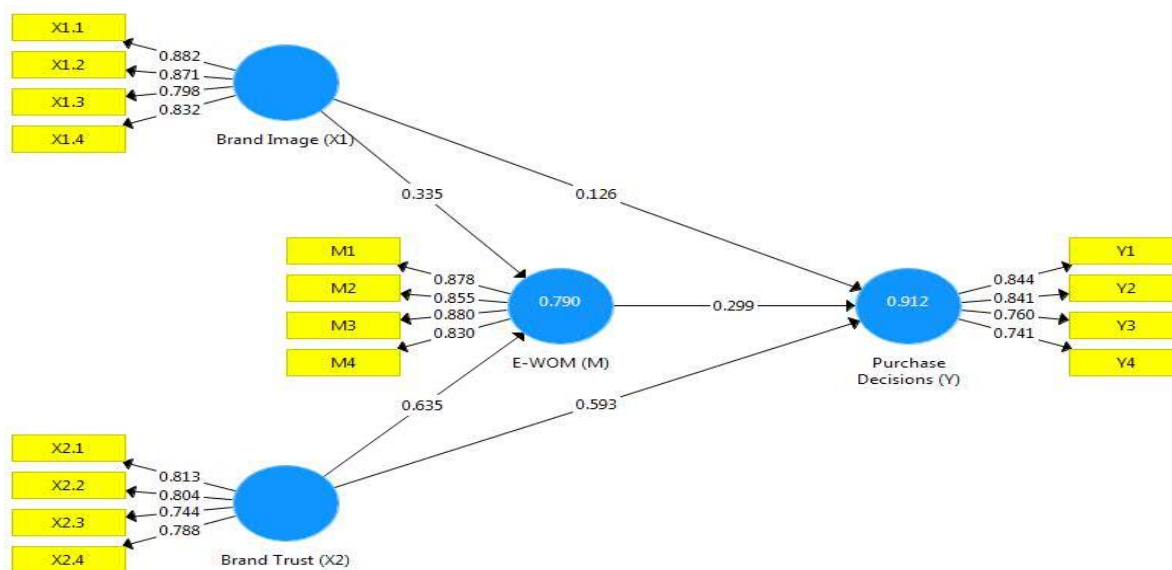 X1.1
X1.2
X1.3
X1.4
0.882
0.871
0.798
0.832
Brand Image (X1)
0.335
0.126
M1
M2
M3
M4
0.878
0.855
0.880
0.830
0.790
E-WOM (M)
0.299
0.912
Purchase
Decisions (Y)
0.844
0.841
0.760
0.741
Y1
Y2
Y3
Y4
0.635
0.593
X2.1
X2.2
X2.3
X2.4
0.813
0.804
0.744
0.788
Brand Trust (X2)